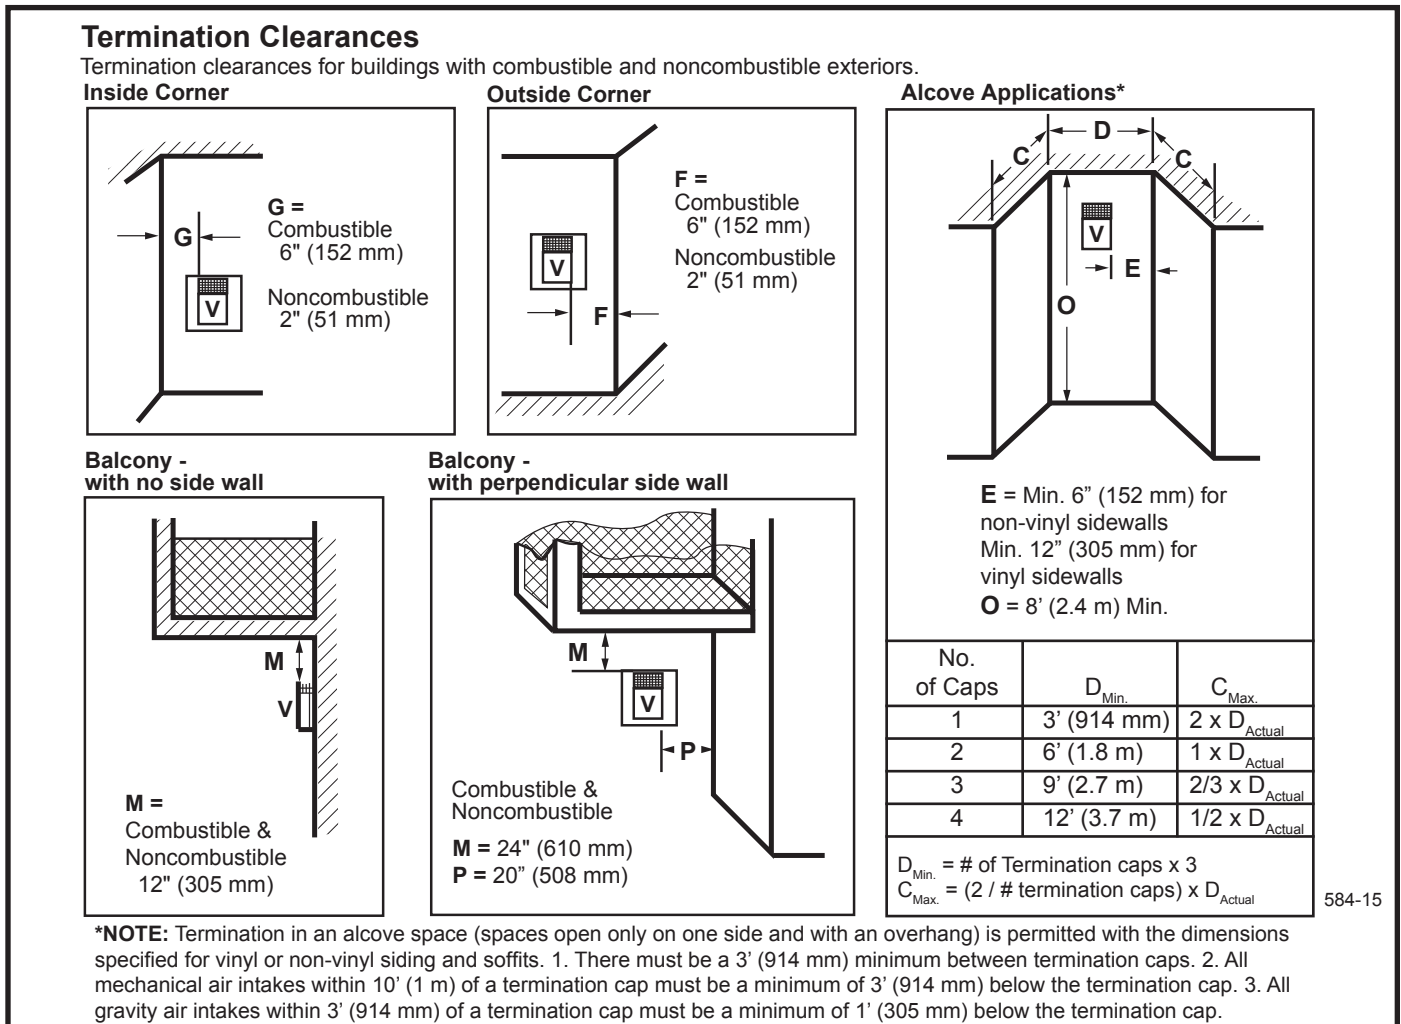 Termination Clearances
Termination clearances for buildings with combustible and noncombustible exteriors.
Inside Corner
G
V
G =
Combustible
6" (152 mm)
Noncombustible
2" (51 mm)
Outside Corner
V
F
F =
Combustible
6" (152 mm)
Noncombustible
2" (51 mm)
Alcove Applications*
D
C
C
V
E
O
E = Min. 6” (152 mm) for
non-vinyl sidewalls
Min. 12” (305 mm) for
vinyl sidewalls
O = 8’ (2.4 m) Min.
No.
of Caps D Min. C Max.
1 3’ (914 mm) 2 x D Actual
2 6’ (1.8 m) 1 x D Actual
3 9’ (2.7 m) 2/3 x D Actual
4 12’ (3.7 m) 1/2 x D Actual
D Min. = # of Termination caps x 3
C Max. = (2 / # termination caps) x D Actual
Balcony -
with no side wall
M
V
M =
Combustible &
Noncombustible
12" (305 mm)
Balcony -
with perpendicular side wall
M
V
P
Combustible &
Noncombustible
M = 24" (610 mm)
P = 20” (508 mm)
584-15
*NOTE: Termination in an alcove space (spaces open only on one side and with an overhang) is permitted with the dimensions
specified for vinyl or non-vinyl siding and soffits. 1. There must be a 3’ (914 mm) minimum between termination caps. 2. All
mechanical air intakes within 10’ (1 m) of a termination cap must be a minimum of 3’ (914 mm) below the termination cap. 3. All
gravity air intakes within 3’ (914 mm) of a termination cap must be a minimum of 1’ (305 mm) below the termination cap.